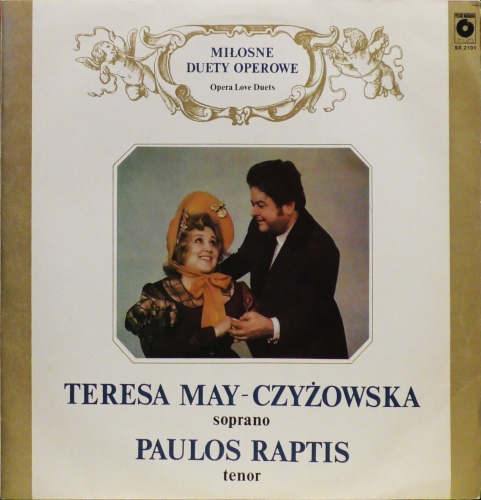 MIŁOSNE
DUETY OPEROWE
Opera Love Duets
SX 2101
TERESA MAY-CZYŻOWSKA
soprano
PAULOS RAPTIS
tenor